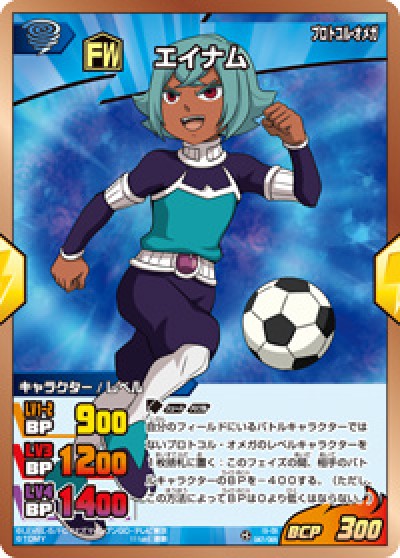 プロトコル・オメガ
FW
エイナム
キャラクター / レベル
LV1-2
BP 900
LV3
BP 1200
LV4
BP 1400
自分のフィールドにいるバトルキャラクターでは
ないプロトコル・オメガのレベルキャラクターを
1枚捨札に置く：このフェイズの間、相手のバト
ルキャラクターのBPを－400する。（ただし、
この方法によってBPは0より低くはならない。）
©TOMY
BCP 300